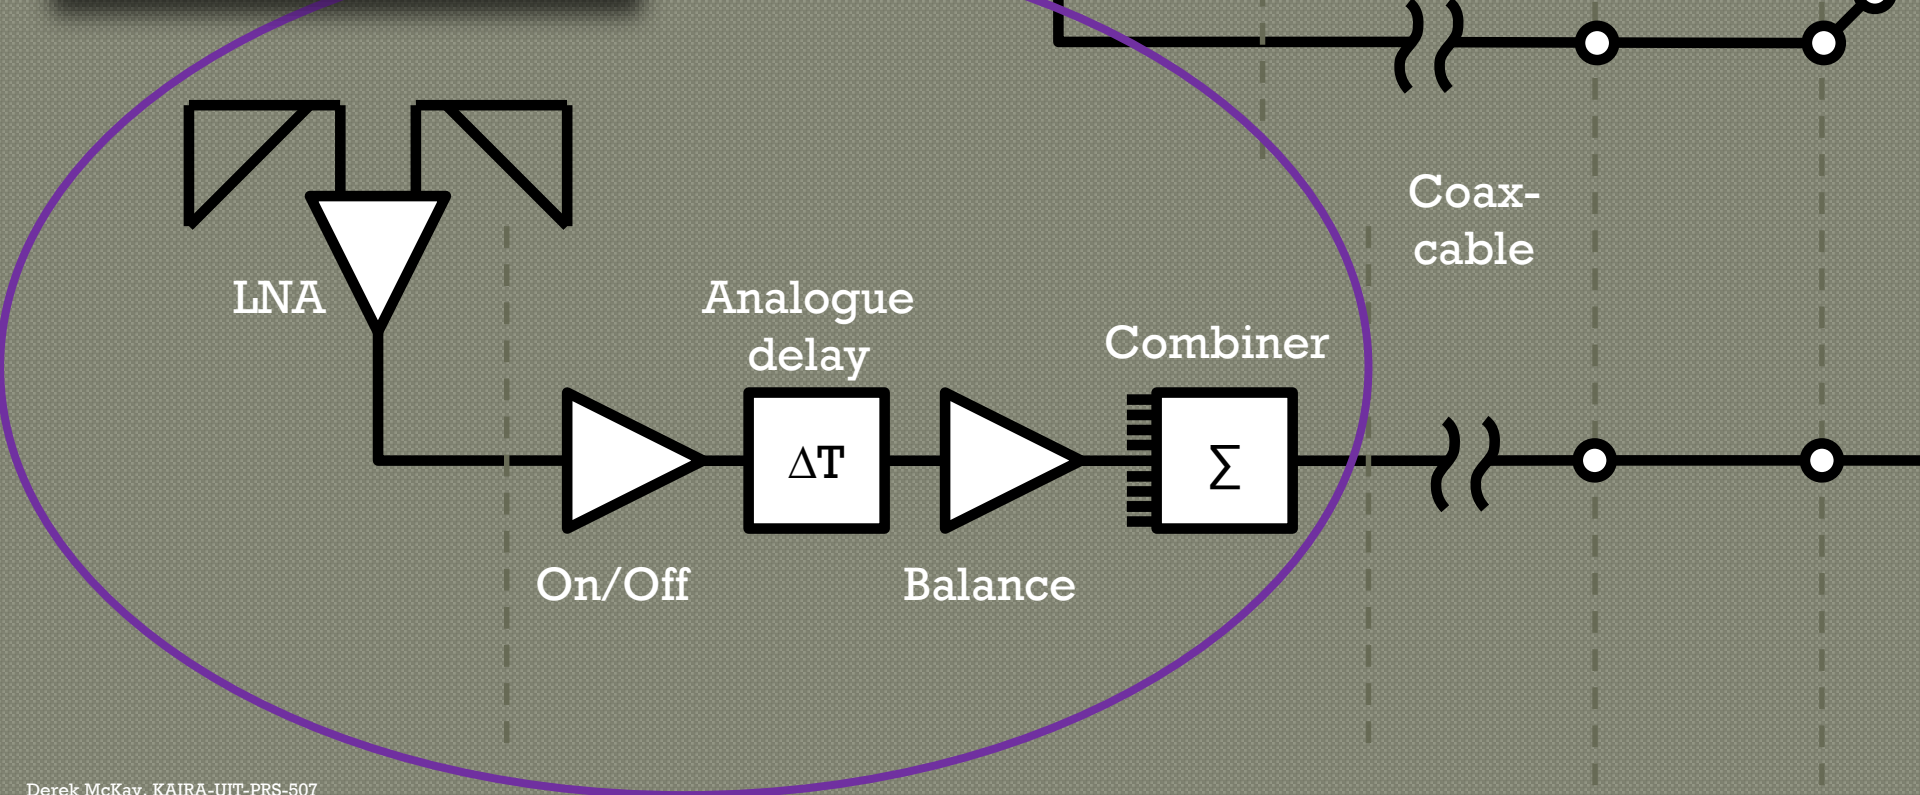 Coax-
cable
LNA
Analogue
delay
Combiner
ΔT
Σ
On/Off
Balance
Derek McKay, KAIRA-UIT-PRS-507